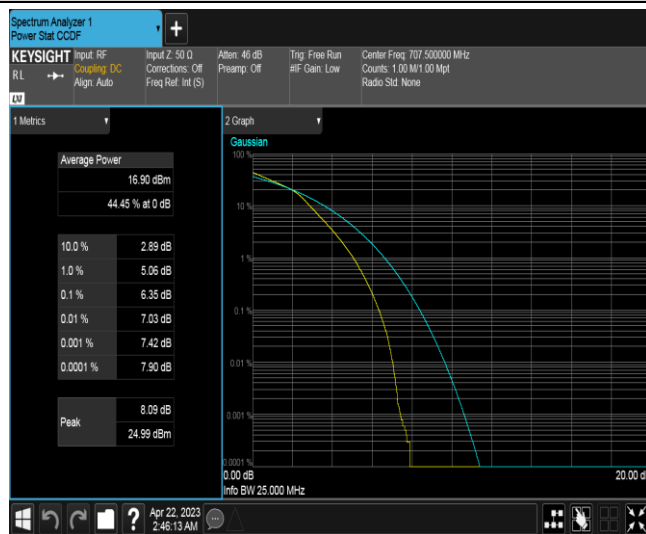 Spectrum Analyzer 1
Power Stat CCDF
+
KEYSIGHT
RL
LXI
Input: RF
Coupling: DC
Align: Auto
Input Z: 50 Ω
Corrections: Off
Freq Ref: Int (S)
Atten: 46 dB
Preamp: Off
Trig: Free Run
#IF Gain: Low
Center Freq: 707.500000 MHz
Counts: 1.00 M/1.00 Mpt
Radio Std: None
1 Metrics
Average Power
16.90 dBm
44.45 % at 0 dB
10.0 % 2.89 dB
1.0 % 5.06 dB
0.1 % 6.35 dB
0.01 % 7.03 dB
0.001 % 7.42 dB
0.0001 % 7.90 dB
Peak
8.09 dB
24.99 dBm
2 Graph
Gaussian
100 %
10 %
1 %
0.1 %
0.01 %
0.001 %
0.0001 %
0.00 dB
20.00 d
Info BW 25.000 MHz
?
Apr 22, 2023
2:46:13 AM